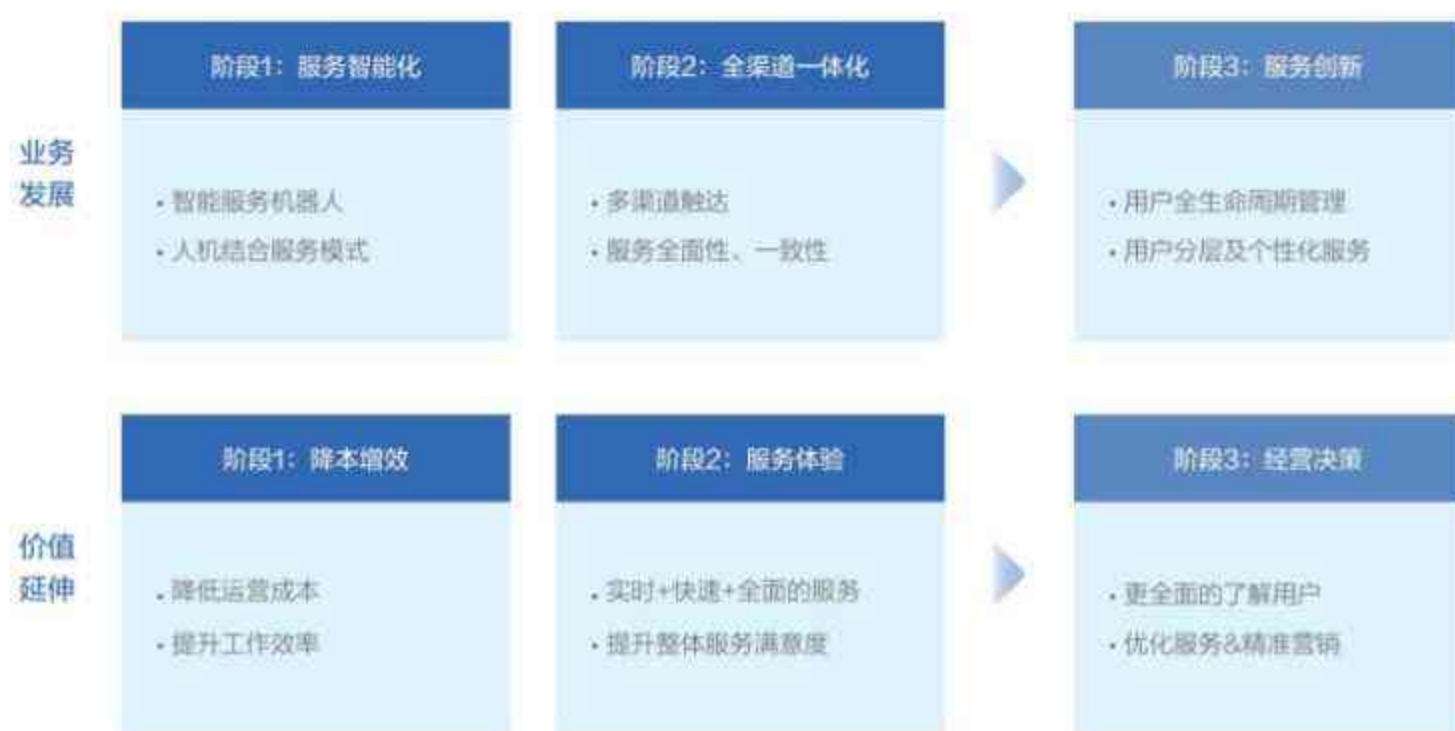 业务
发展
阶段1：服务智能化
• 智能服务机器人
• 人机结合服务模式
阶段2：全渠道一体化
• 多渠道触达
• 服务全面性、一致性
阶段3：服务创新
• 用户全生命周期管理
• 用户分层及个性化服务
价值
延伸
阶段1：降本增效
• 降低运营成本
• 提升工作效率
阶段2：服务体验
• 实时+快速+全面的服务
• 提升整体服务满意度
阶段3：经营决策
• 更全面的了解用户
• 优化服务&精准营销